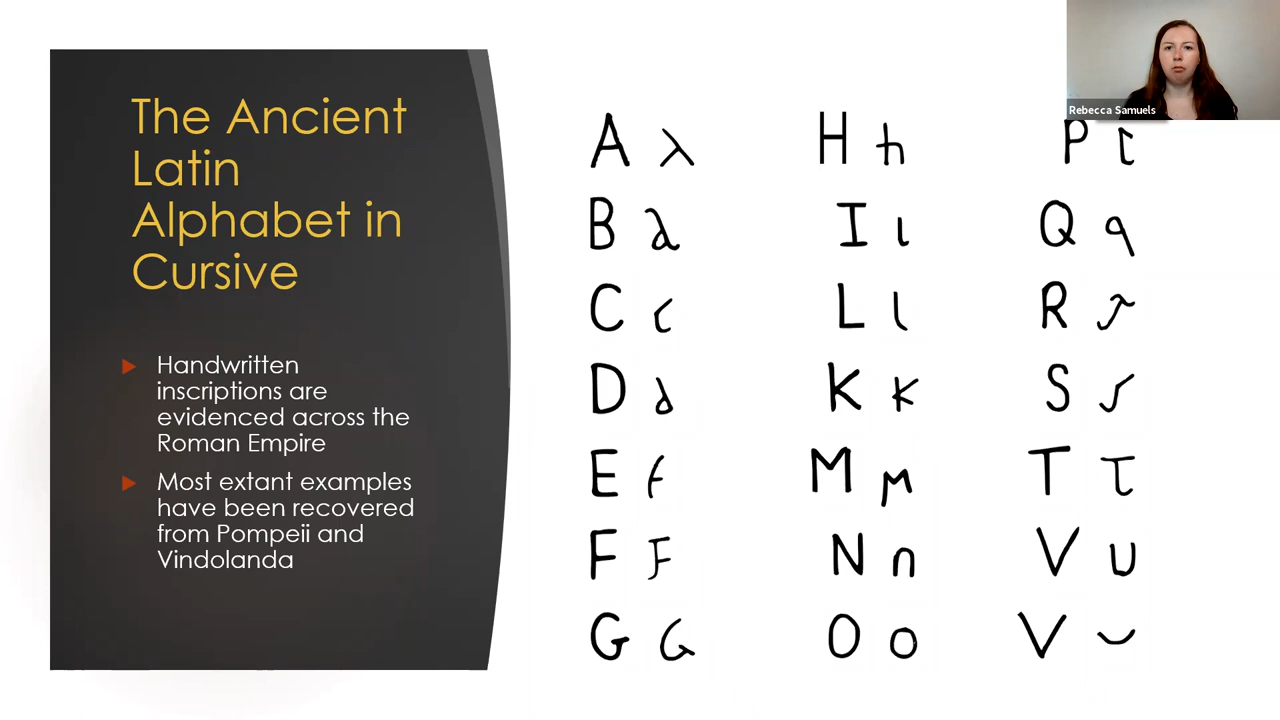 The Ancient
Latin
Alphabet in
Cursive
Handwritten
inscriptions are
evidenced across the
Roman Empire
Most extant examples
have been recovered
from Pompeii and
Vindolanda
A λ
B
C c
D
E
F F
G G
H h
I ι
L l
K K
M
N n
O o
P
Q q
R
S
T τ
V u
V
Rebecca Samuels